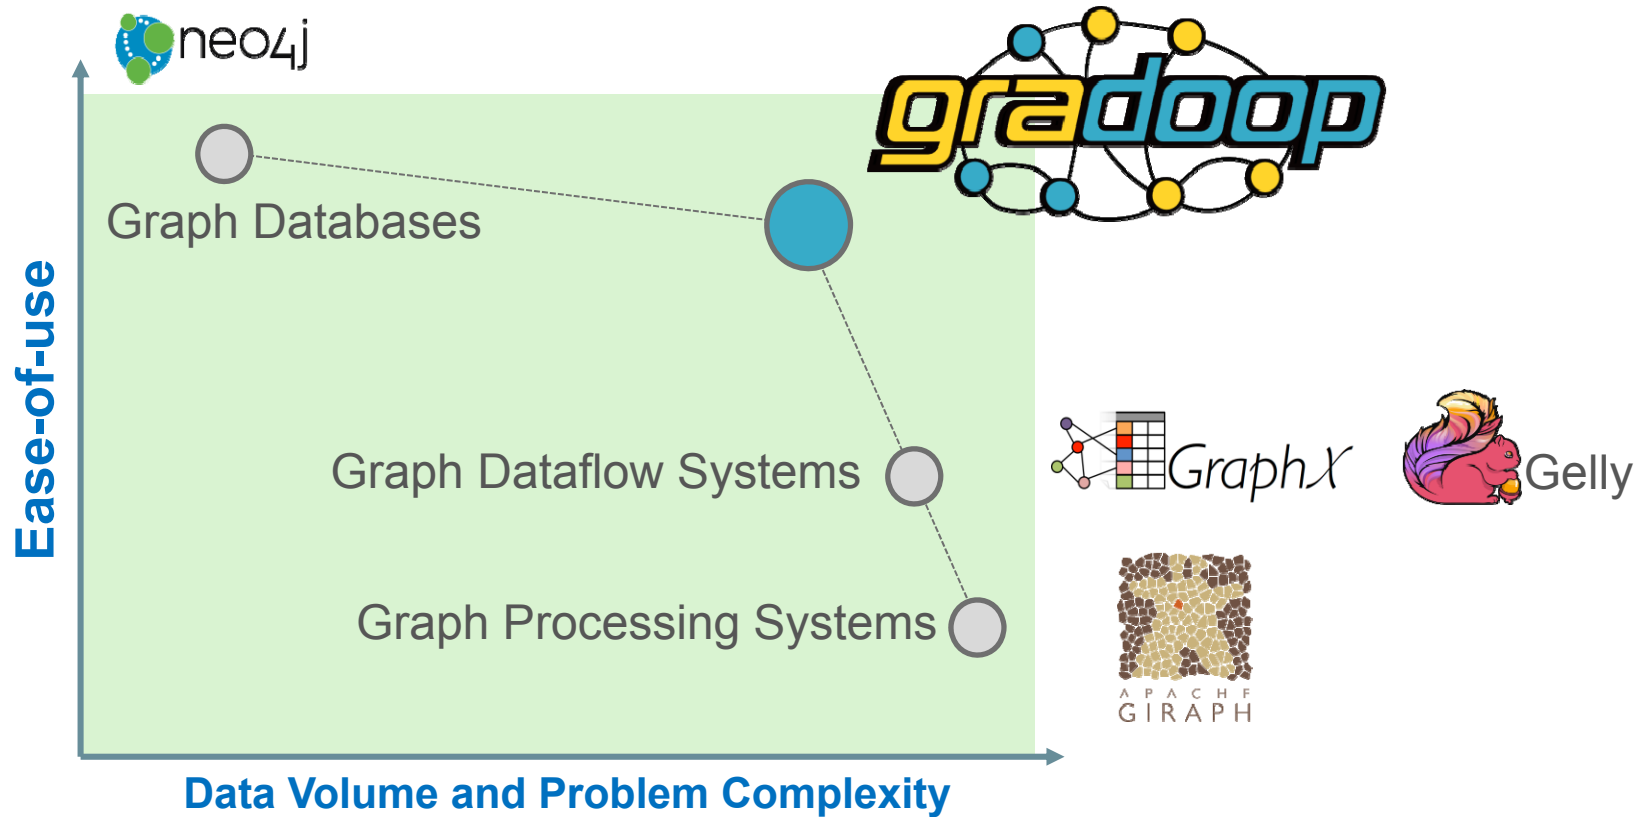 neo4j
gradoop
Graph Databases
Ease-of-use
Graph Dataflow Systems
GraphX
Gelly
Graph Processing Systems
APACHE
GIRAPH
Data Volume and Problem Complexity